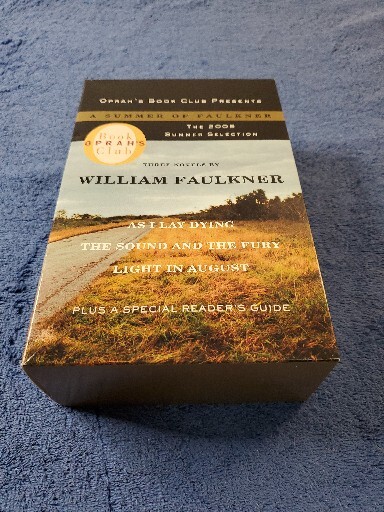 OPRAH'S BOOK CLUB PRESENTS
A SUMMER OF FAULKNER
THE 2005
SUMMER SELECTION
Book
OPRAH'S
Club
THREE NOVELS BY
WILLIAM FAULKNER
AS I LAY DYING
THE SOUND AND THE FURY
LIGHT IN AUGUST
PLUS A SPECIAL READER'S GUIDE